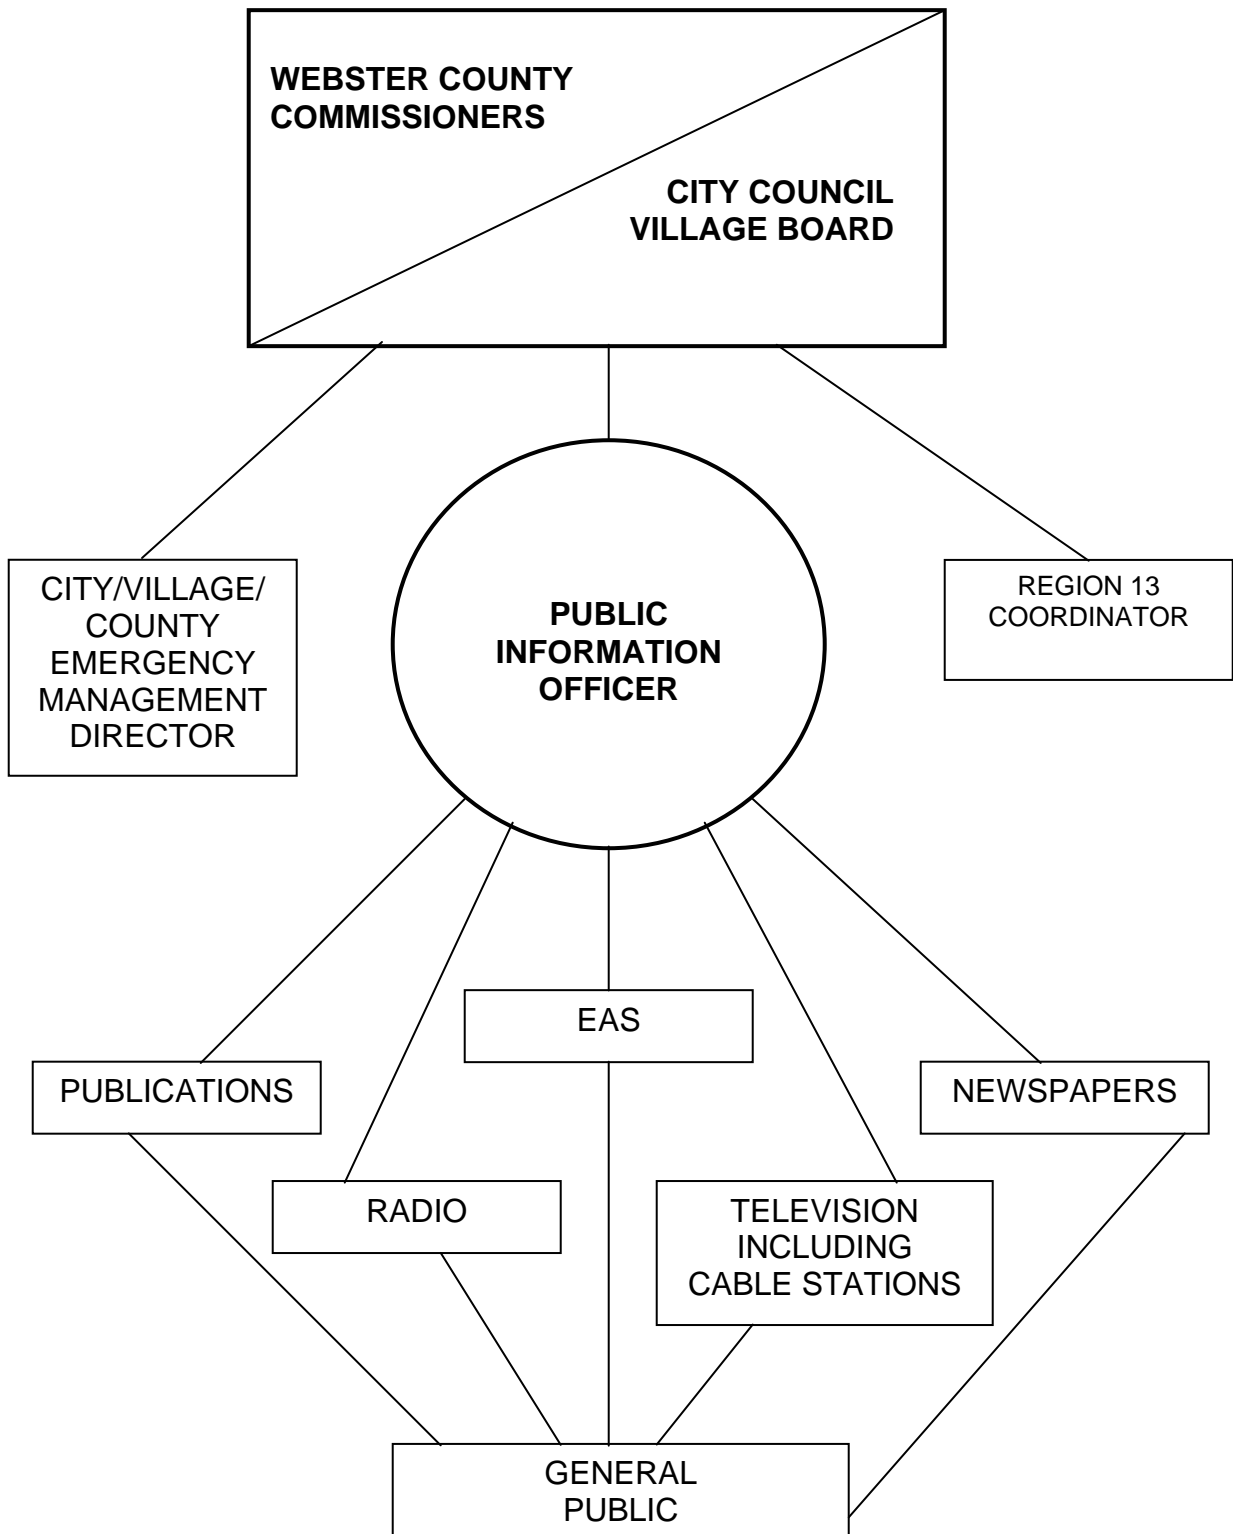 WEBSTER COUNTY
COMMISSIONERS
CITY COUNCIL
VILLAGE BOARD
CITY/VILLAGE/
COUNTY
EMERGENCY
MANAGEMENT
DIRECTOR
PUBLIC
INFORMATION
OFFICER
REGION 13
COORDINATOR
EAS
PUBLICATIONS
NEWSPAPERS
RADIO
TELEVISION
INCLUDING
CABLE STATIONS
GENERAL
PUBLIC